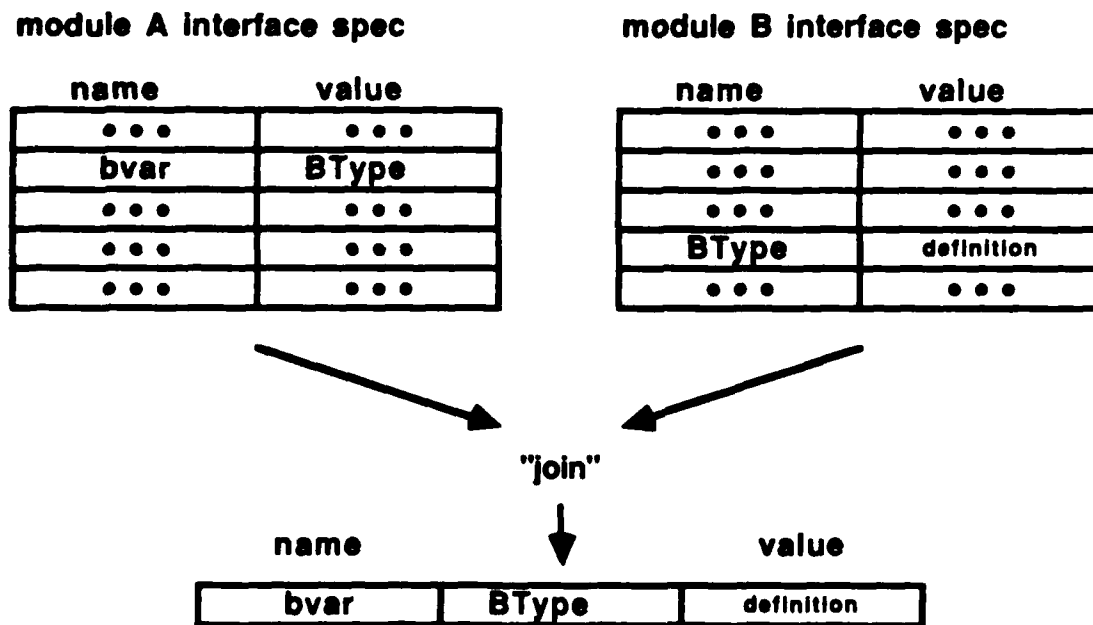 module A interface spec
module B interface spec
name value
name value
• • • • • •
bvar BType
• • • • • •
• • • • • •
• • • • • •
• • • • • •
• • • • • •
• • • • • •
BType definition
• • • • • •
"join"
name value
bvar BType definition